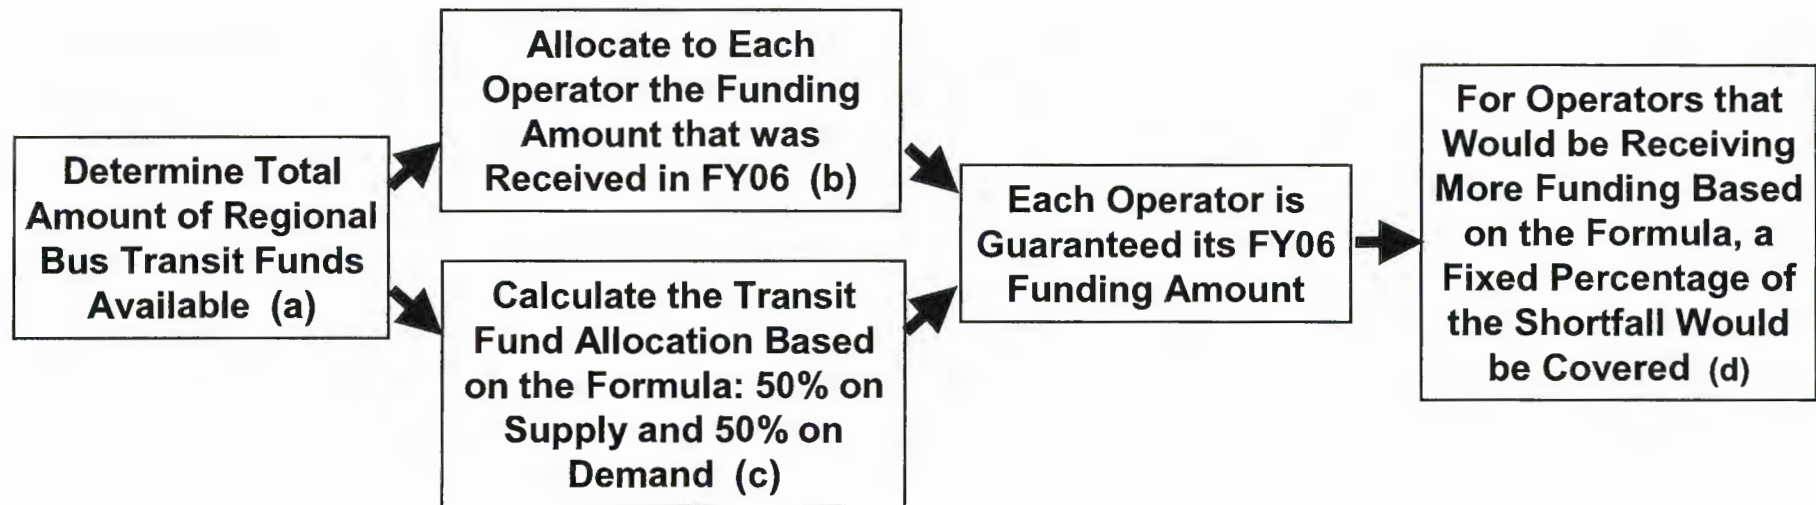 Determine Total
Amount of Regional
Bus Transit Funds
Available (a)
Allocate to Each
Operator the Funding
Amount that was
Received in FY06 (b)
Calculate the Transit
Fund Allocation Based
on the Formula: 50% on
Supply and 50% on
Demand (c)
Each Operator is
Guaranteed its FY06
Funding Amount
For Operators that
Would be Receiving
More Funding Based
on the Formula, a
Fixed Percentage of
the Shortfall Would
be Covered (d)